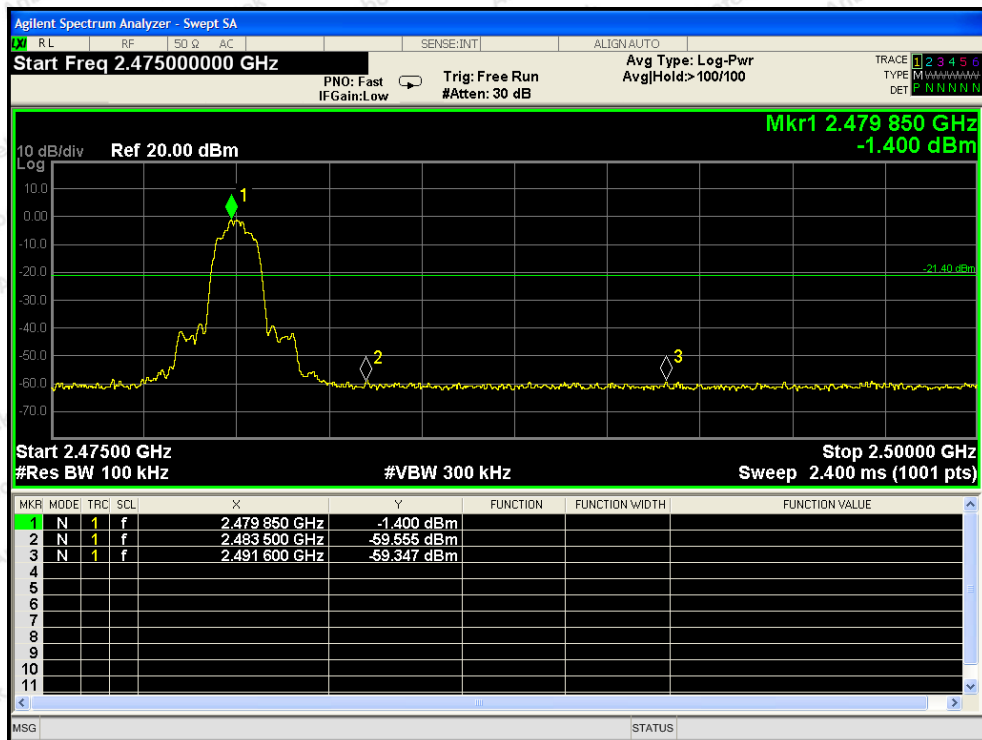 Agilent Spectrum Analyzer - Swept SA
LXI RL RF 50 Ω AC SENSE:INT ALIGN AUTO
Start Freq 2.475000000 GHz
PNO: Fast
IFGain:Low
Trig: Free Run
#Atten: 30 dB
Avg Type: Log-Pwr
Avg|Hold:>100/100
TRACE 1 2 3 4 5 6
TYPE M WWWWW
DET P N N N N N
Mkr1 2.479 850 GHz
-1.400 dBm
10 dB/div Ref 20.00 dBm
Log
10.0
0.00
-10.0
-20.0
-30.0
-40.0
-50.0
-60.0
-70.0
1
-21.40 dBm
2
3
Start 2.47500 GHz Stop 2.50000 GHz
#Res BW 100 kHz #VBW 300 kHz Sweep 2.400 ms (1001 pts)
MKR MODE TRC SCL X Y FUNCTION FUNCTION WIDTH FUNCTION VALUE
1 N 1 f 2.479 850 GHz -1.400 dBm
2 N 1 f 2.483 500 GHz -59.555 dBm
3 N 1 f 2.491 600 GHz -59.347 dBm
4
5
6
7
8
9
10
11
MSG STATUS